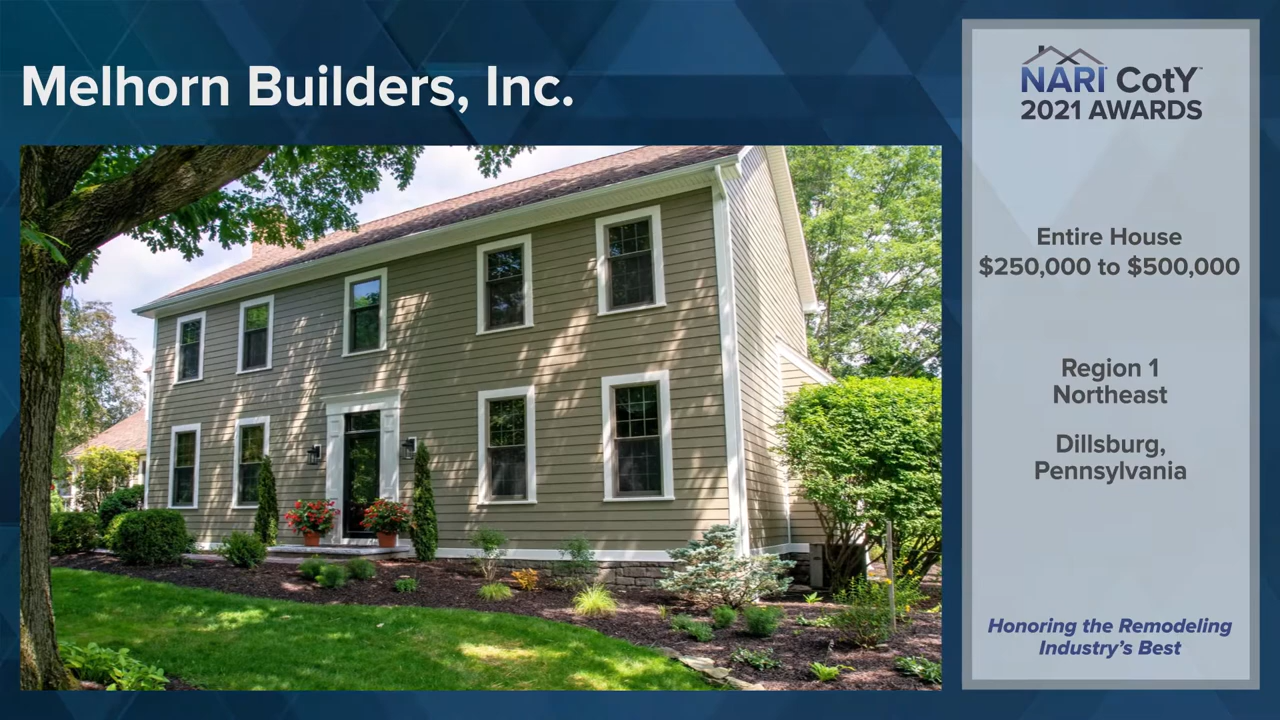 Melhorn Builders, Inc.
NARI CotY™
2021 AWARDS
Entire House
$250,000 to $500,000
Region 1
Northeast
Dillsburg,
Pennsylvania
Honoring the Remodeling
Industry's Best